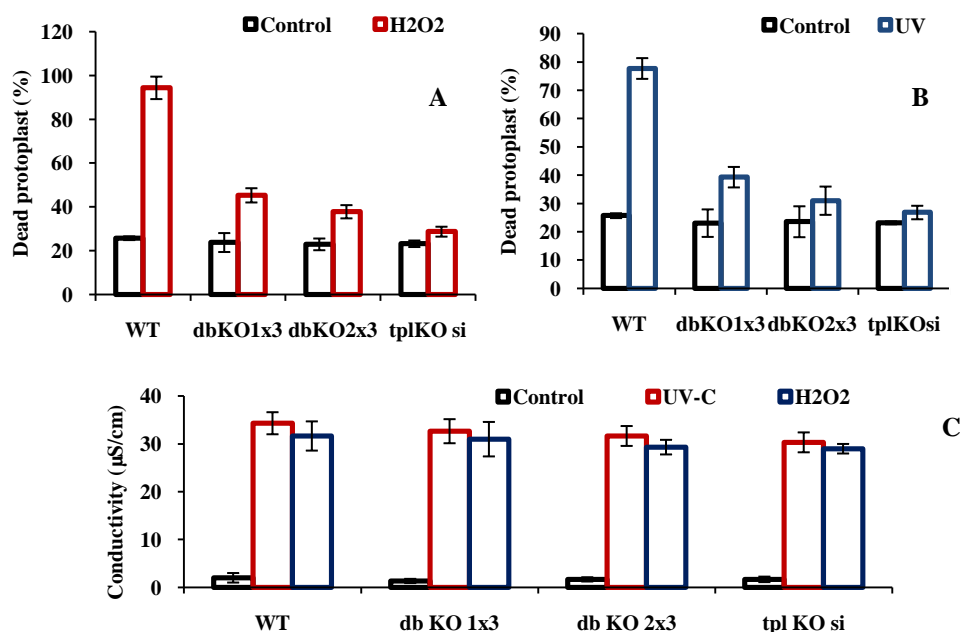 Control H2O2
Dead protoplast (%)
120
100
80
60
40
20
0
A
WT dbKO1x3 dbKO2x3 tplKO si
Control UV
Dead protoplast (%)
90
80
70
60
50
40
30
20
10
0
B
WT dbKO1x3 dbKO2x3 tplKOsi
Control UV-C H2O2
Conductivity (µS/cm)
40
30
20
10
0
C
WT db KO 1x3 db KO 2x3 tpl KO si